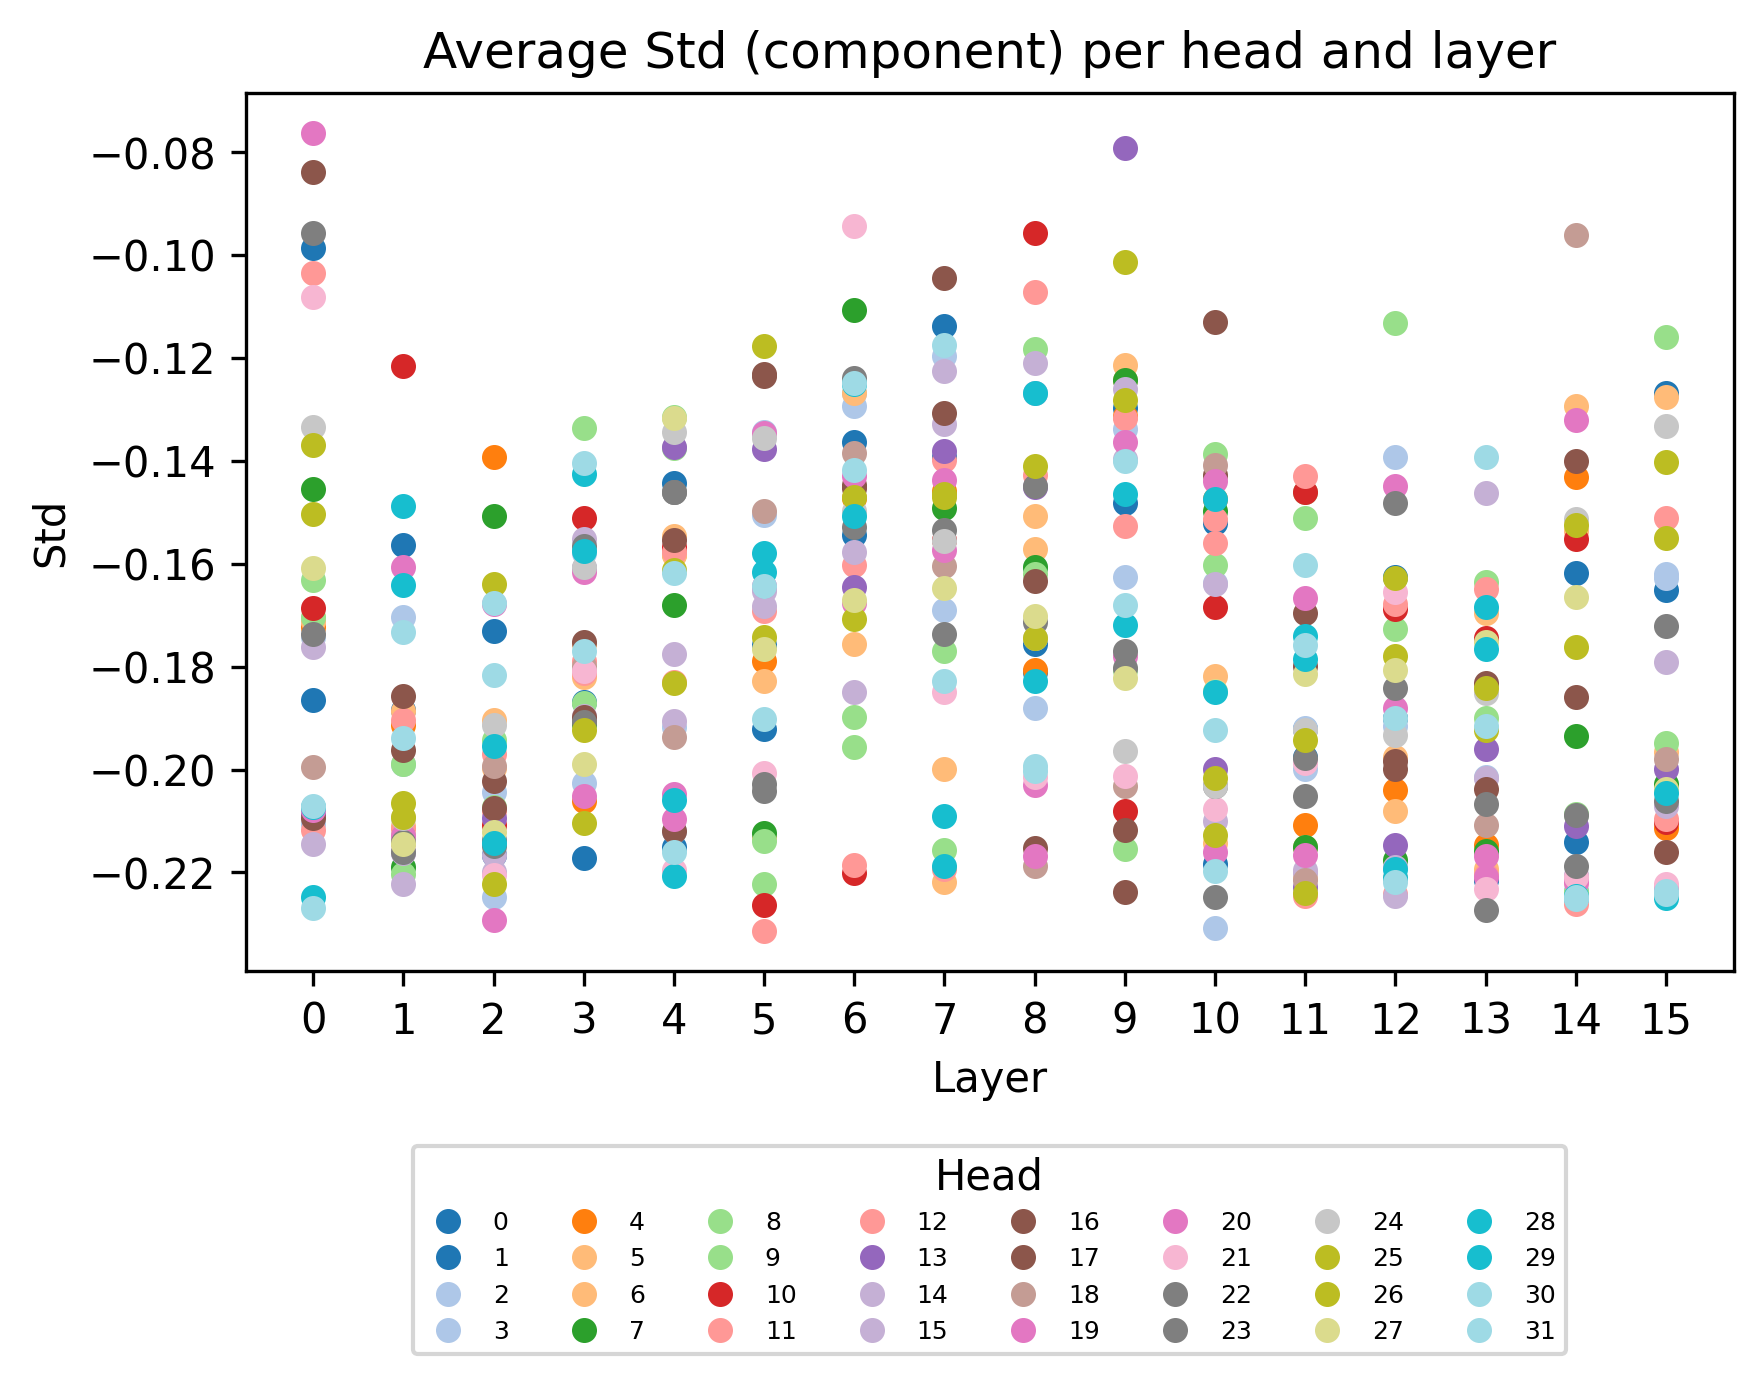 Average Std (component) per head and layer
−0.08
−0.10
−0.12
−0.14
−0.16
−0.18
−0.20
−0.22
Std
0 1 2 3 4 5 6 7 8 9 10 11 12 13 14 15
Layer
Head
0 4 8 12 16 20 24 28
1 5 9 13 17 21 25 29
2 6 10 14 18 22 26 30
3 7 11 15 19 23 27 31